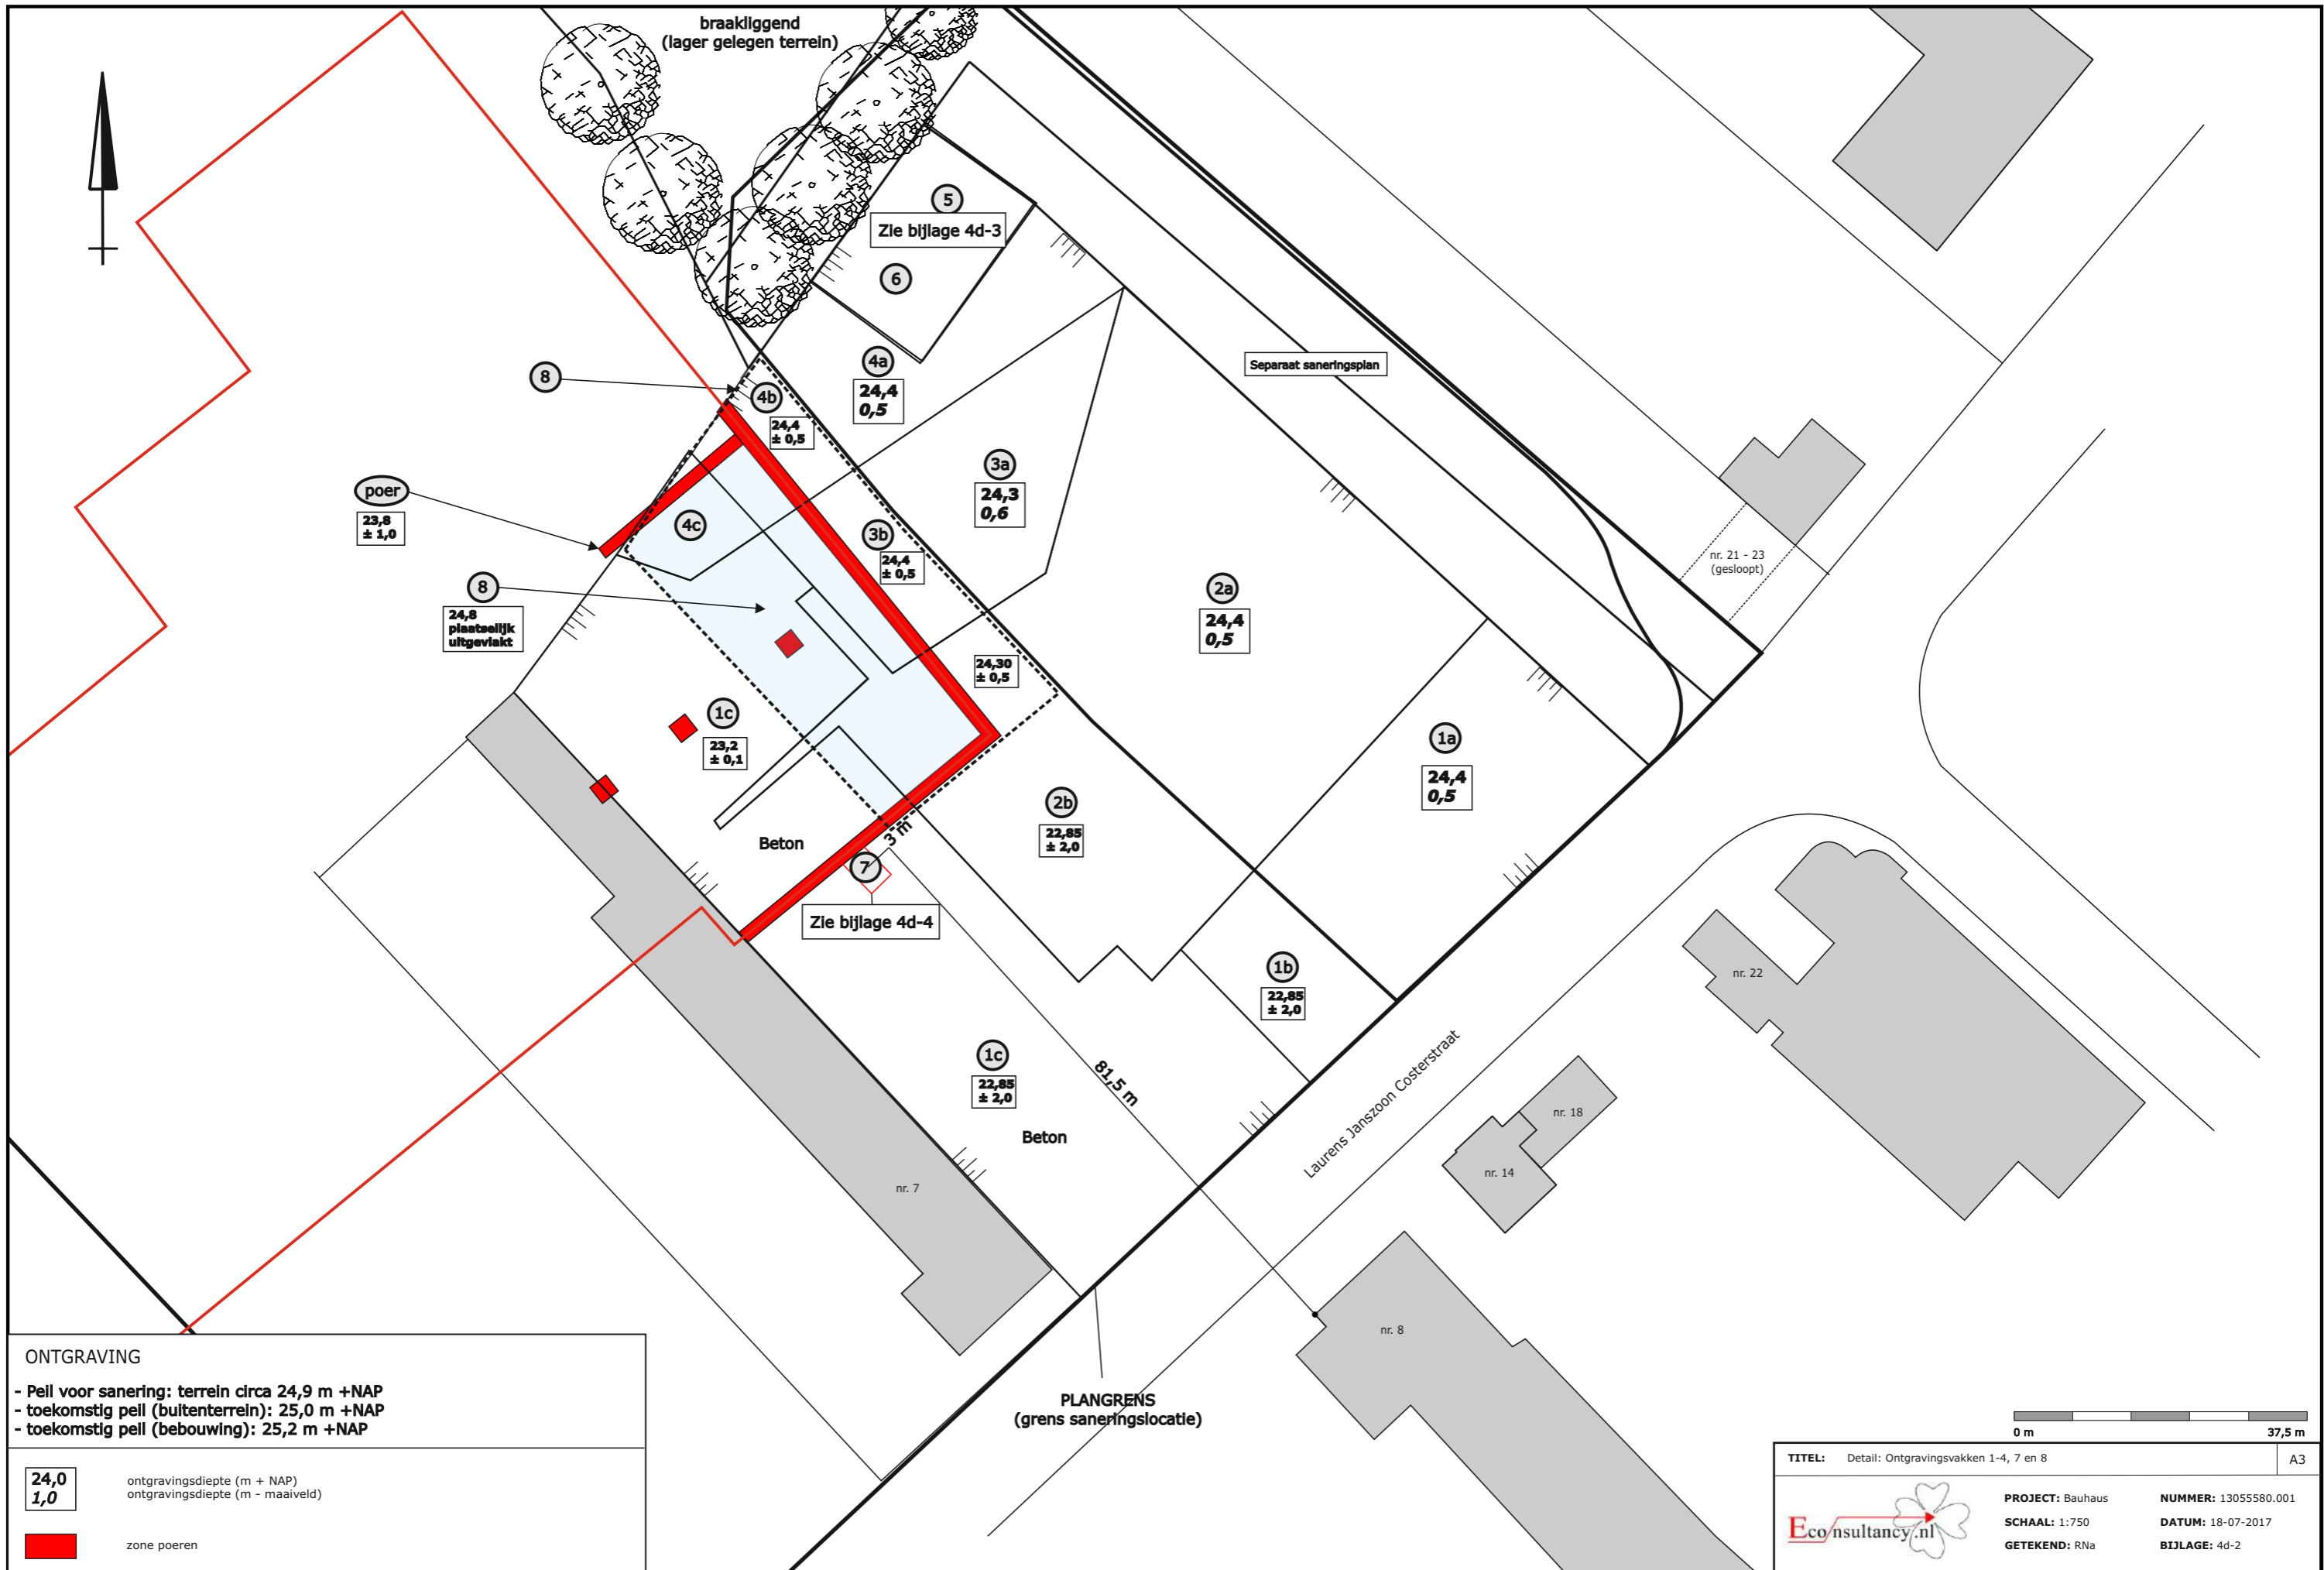 braakliggend
(lager gelegen terrein)
5
Zie bijlage 4d-3
6
4a
24,4
0,5
Separaat saneringsplan
8
4b
24,4
± 0,5
3a
24,3
0,6
poer
23,8
± 1,0
4c
3b
24,4
± 0,5
nr. 21 - 23
(gesloopt)
8
24,8
plaatselijk
uitgevlakt
2a
24,4
0,5
24,30
± 0,5
1c
23,2
± 0,1
1a
24,4
0,5
2b
22,85
± 2,0
Beton
3 m
7
Zie bijlage 4d-4
1b
22,85
± 2,0
nr. 22
1c
22,85
± 2,0
81,5 m
Laurens Janszoon Costerstraat
nr. 18
Beton
nr. 14
nr. 7
nr. 8
PLANGRENS
(grens saneringslocatie)
ONTGRAVING
- Peil voor sanering: terrein circa 24,9 m +NAP
- toekomstig peil (buitenterrein): 25,0 m +NAP
- toekomstig peil (bebouwing): 25,2 m +NAP
24,0
1,0
ontgravingsdiepte (m + NAP)
ontgravingsdiepte (m - maaiveld)
zone poeren
0 m 37,5 m
TITEL: Detail: Ontgravingsvakken 1-4, 7 en 8 A3
Econsultancy.nl
PROJECT: Bauhaus NUMMER: 13055580.001
SCHAAL: 1:750 DATUM: 18-07-2017
GETEKEND: RNa BIJLAGE: 4d-2